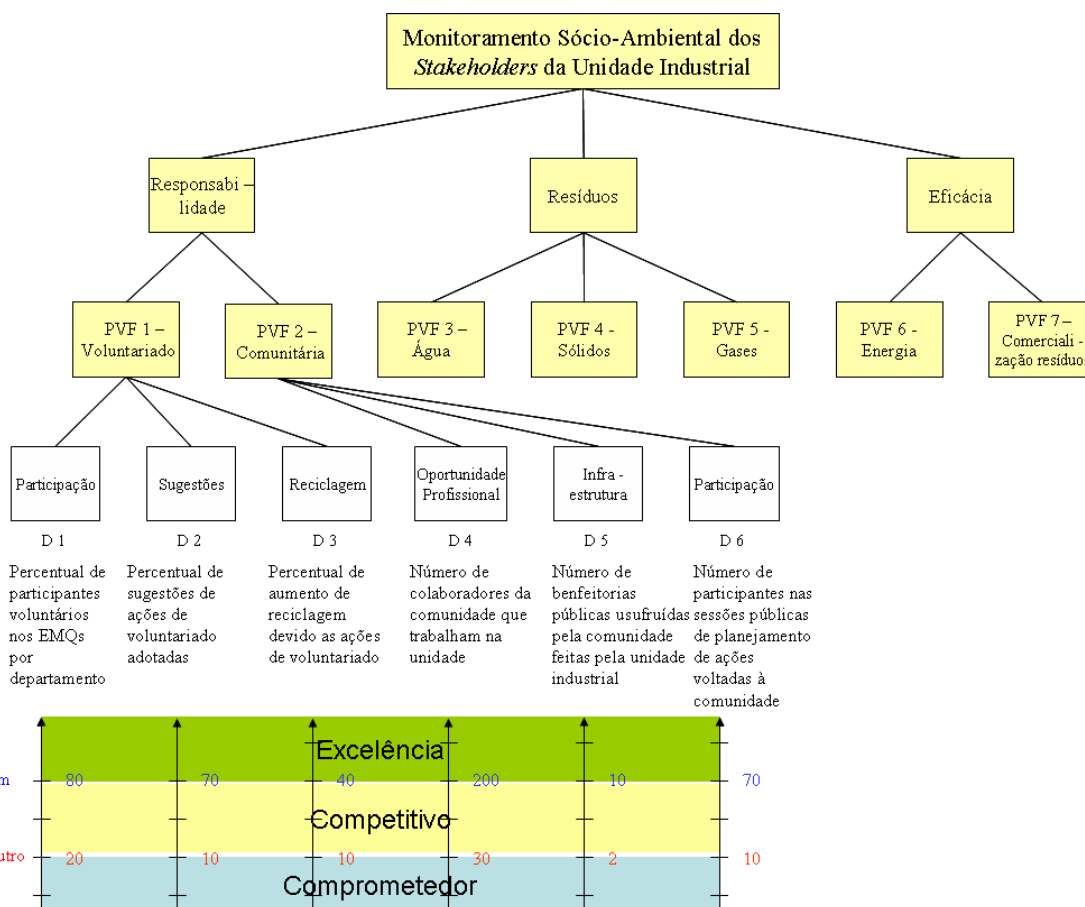 Monitoramento Sócio-Ambiental dos
Stakeholders da Unidade Industrial
Responsabi –
lidade
Resíduos
Eficácia
PVF 1 –
Voluntariado
PVF 2 –
Comunitária
PVF 3 –
Água
PVF 4 -
Sólidos
PVF 5 -
Gases
PVF 6 -
Energia
PVF 7 –
Comerciali -
zação resíduos
Participação
Sugestões
Reciclagem
Oportunidade
Profissional
Infra -
estrutura
Participação
D 1
D 2
D 3
D 4
D 5
D 6
Percentual de
participantes
voluntários
nos EMQs
por
departamento
Percentual de
sugestões de
ações de
voluntariado
adotadas
Percentual de
aumento de
reciclagem
devido as ações
de voluntariado
Número de
colaboradores da
comunidade que
trabalham na
unidade
Número de
benfeitorias
públicas usufruídas
pela comunidade
feitas pela unidade
industrial
Número de
participantes nas
sessões públicas
de planejamento
de ações
voltadas à
comunidade
Excelência
m 80 70 40 200 10 70
Competitivo
utro 20 10 10 30 2 10
Comprometedor